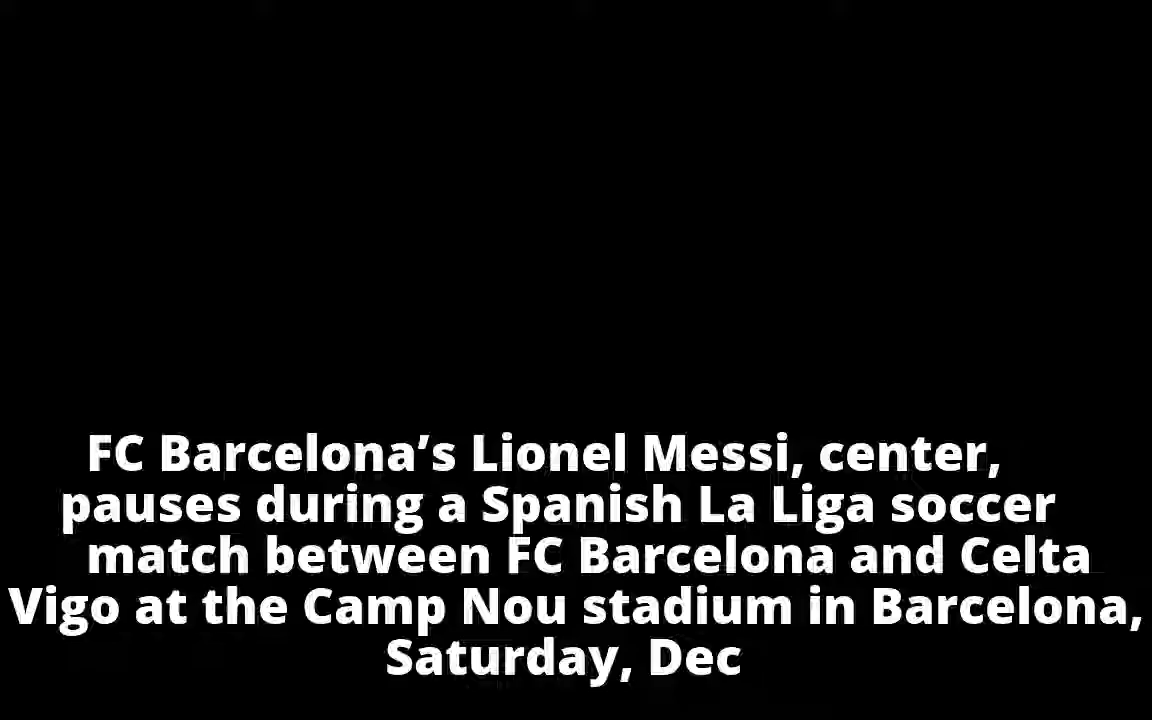 FC Barcelona’s Lionel Messi, center,
pauses during a Spanish La Liga soccer
match between FC Barcelona and Celta
Vigo at the Camp Nou stadium in Barcelona,
Saturday, Dec